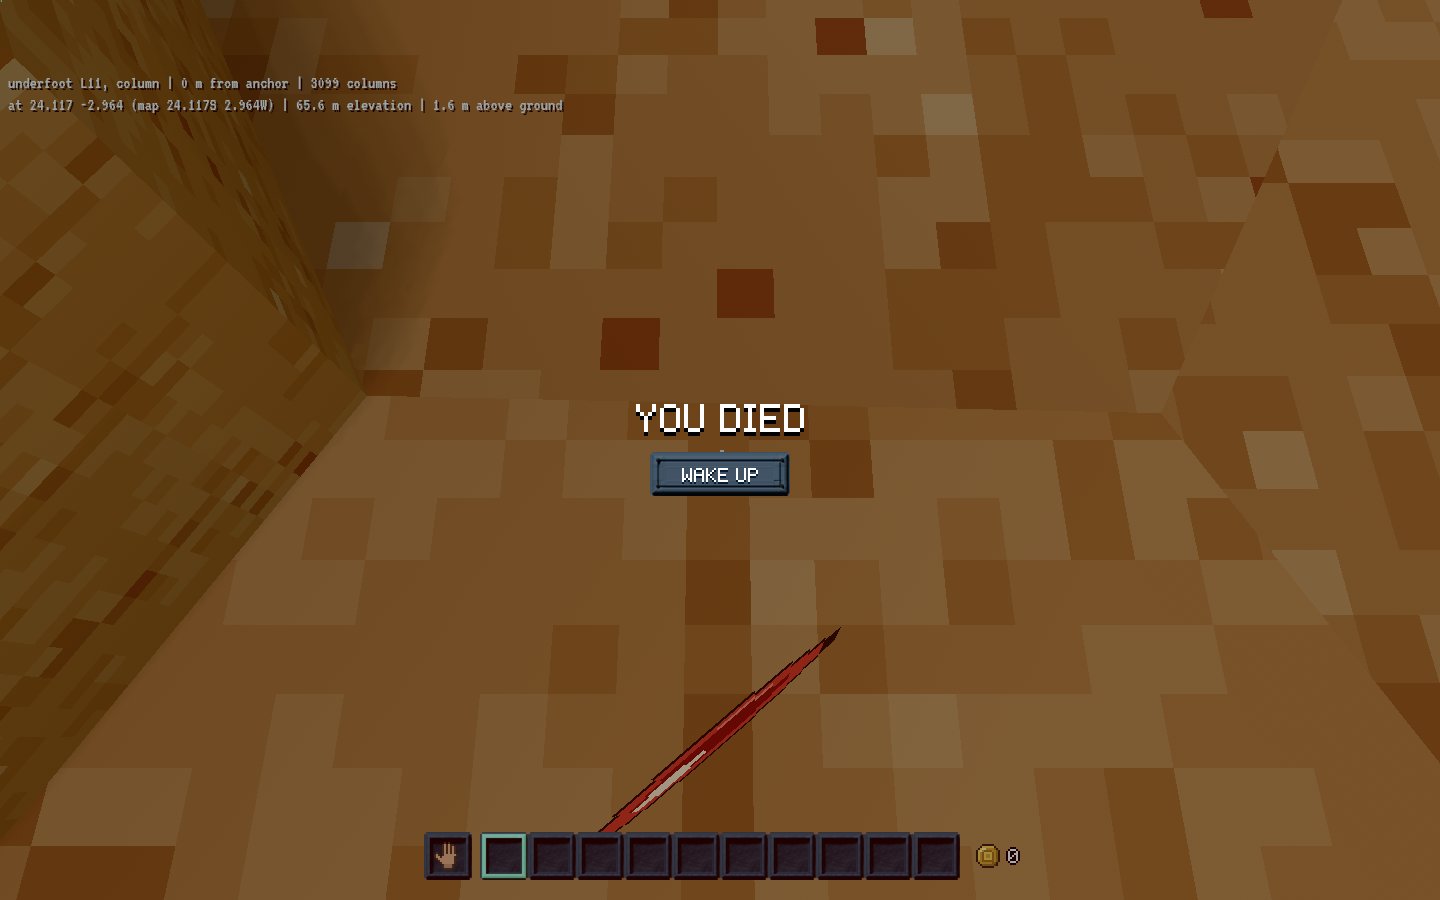 underfoot L11, column | 0 m from anchor | 3099 columns
at 24.117 -2.964 (map 24.117S 2.964W) | 65.6 m elevation | 1.6 m above ground
YOU DIED
WAKE UP
0